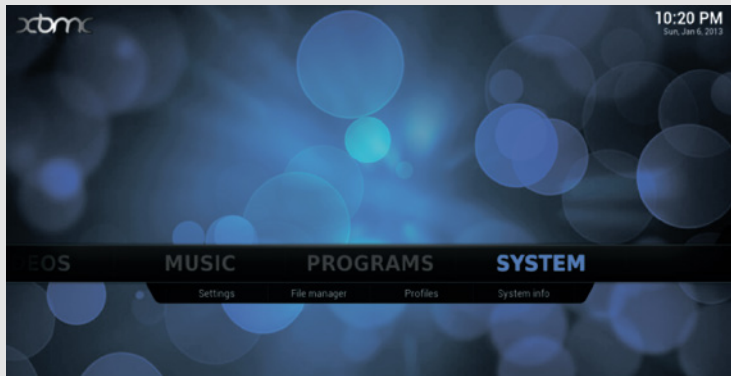 xbmc
10:20 PM
Sun, Jan 6, 2013
EOS MUSIC PROGRAMS SYSTEM
Settings File manager Profiles System info